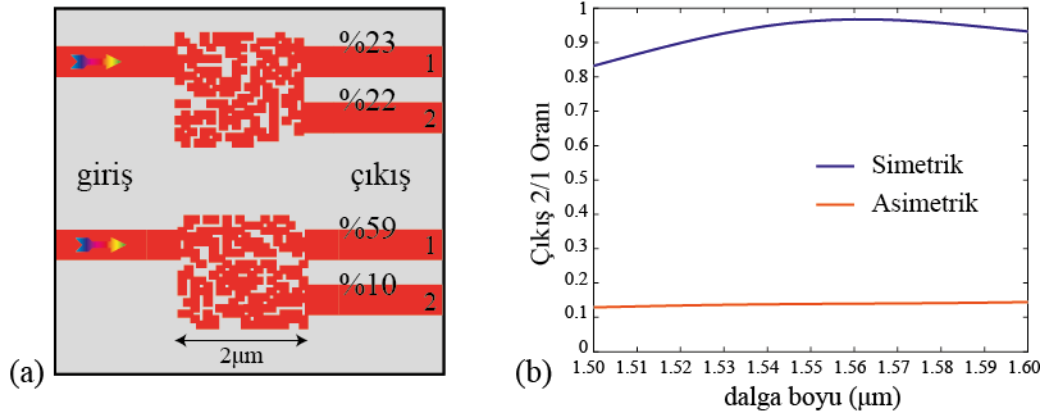 (a)
%23
1
%22
2
giriş
çıkış
%59
1
%10
2
2μm
(b)
Çıkış 2/1 Oranı
1
0.9
0.8
0.7
0.6
0.5
0.4
0.3
0.2
0.1
0
Simetrik
Asimetrik
1.50 1.51 1.52 1.53 1.54 1.55 1.56 1.57 1.58 1.59 1.60
dalga boyu (μm)